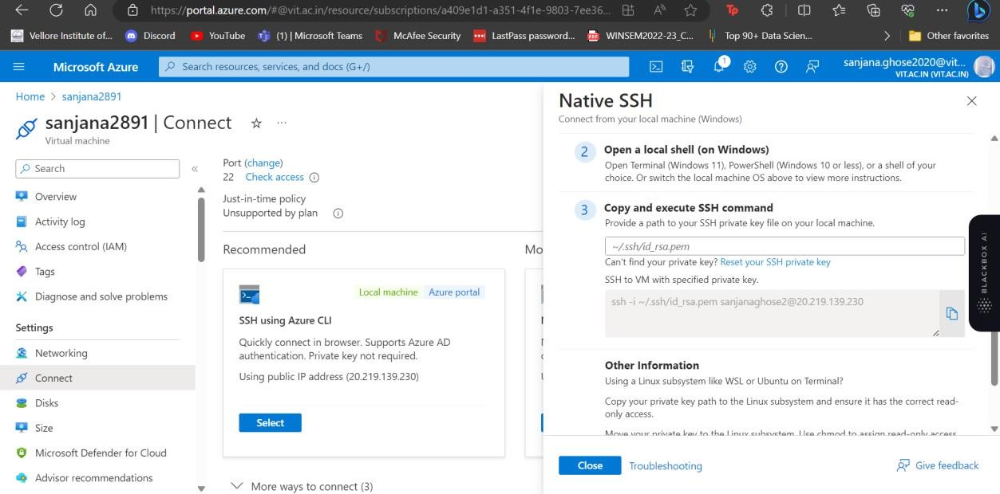 https://portal.azure.com/#@vit.ac.in/resource/subscriptions/a409e1d1-a351-4f1e-9803-7ee36...
Vellore Institute of...
Discord
YouTube
(1) | Microsoft Teams
McAfee Security
LastPass password...
WINSEM2022-23_C...
Top 90+ Data Scien...
Other favorites
Microsoft Azure
Search resources, services, and docs (G+/)
1
sanjana.ghose2020@vit...
VIT.AC.IN (VIT.AC.IN)
Home > sanjana2891
sanjana2891 | Connect
Virtual machine
Search
Overview
Activity log
Access control (IAM)
Tags
Diagnose and solve problems
Settings
Networking
Connect
Disks
Size
Microsoft Defender for Cloud
Advisor recommendations
Port (change)
22 Check access
Just-in-time policy
Unsupported by plan
Recommended
Mo
Local machine
Azure portal
SSH using Azure CLI
Quickly connect in browser. Supports Azure AD
authentication. Private key not required.
Using public IP address (20.219.139.230)
Select
More ways to connect (3)
Native SSH
Connect from your local machine (Windows)
2 Open a local shell (on Windows)
Open Terminal (Windows 11), PowerShell (Windows 10 or less), or a shell of your
choice. Or switch the local machine OS above to view more instructions.
3 Copy and execute SSH command
Provide a path to your SSH private key file on your local machine.
~/.ssh/id_rsa.pem
Can't find your private key? Reset your SSH private key
SSH to VM with specified private key.
ssh -i ~/.ssh/id_rsa.pem sanjanaghose2@20.219.139.230
Other Information
Using a Linux subsystem like WSL or Ubuntu on Terminal?
Copy your private key path to the Linux subsystem and ensure it has the correct read-
only access.
Move your private key to the Linux subsystem. Use chmod to assign read-only access
Close
Troubleshooting
Give feedback
BLACKBOX AI